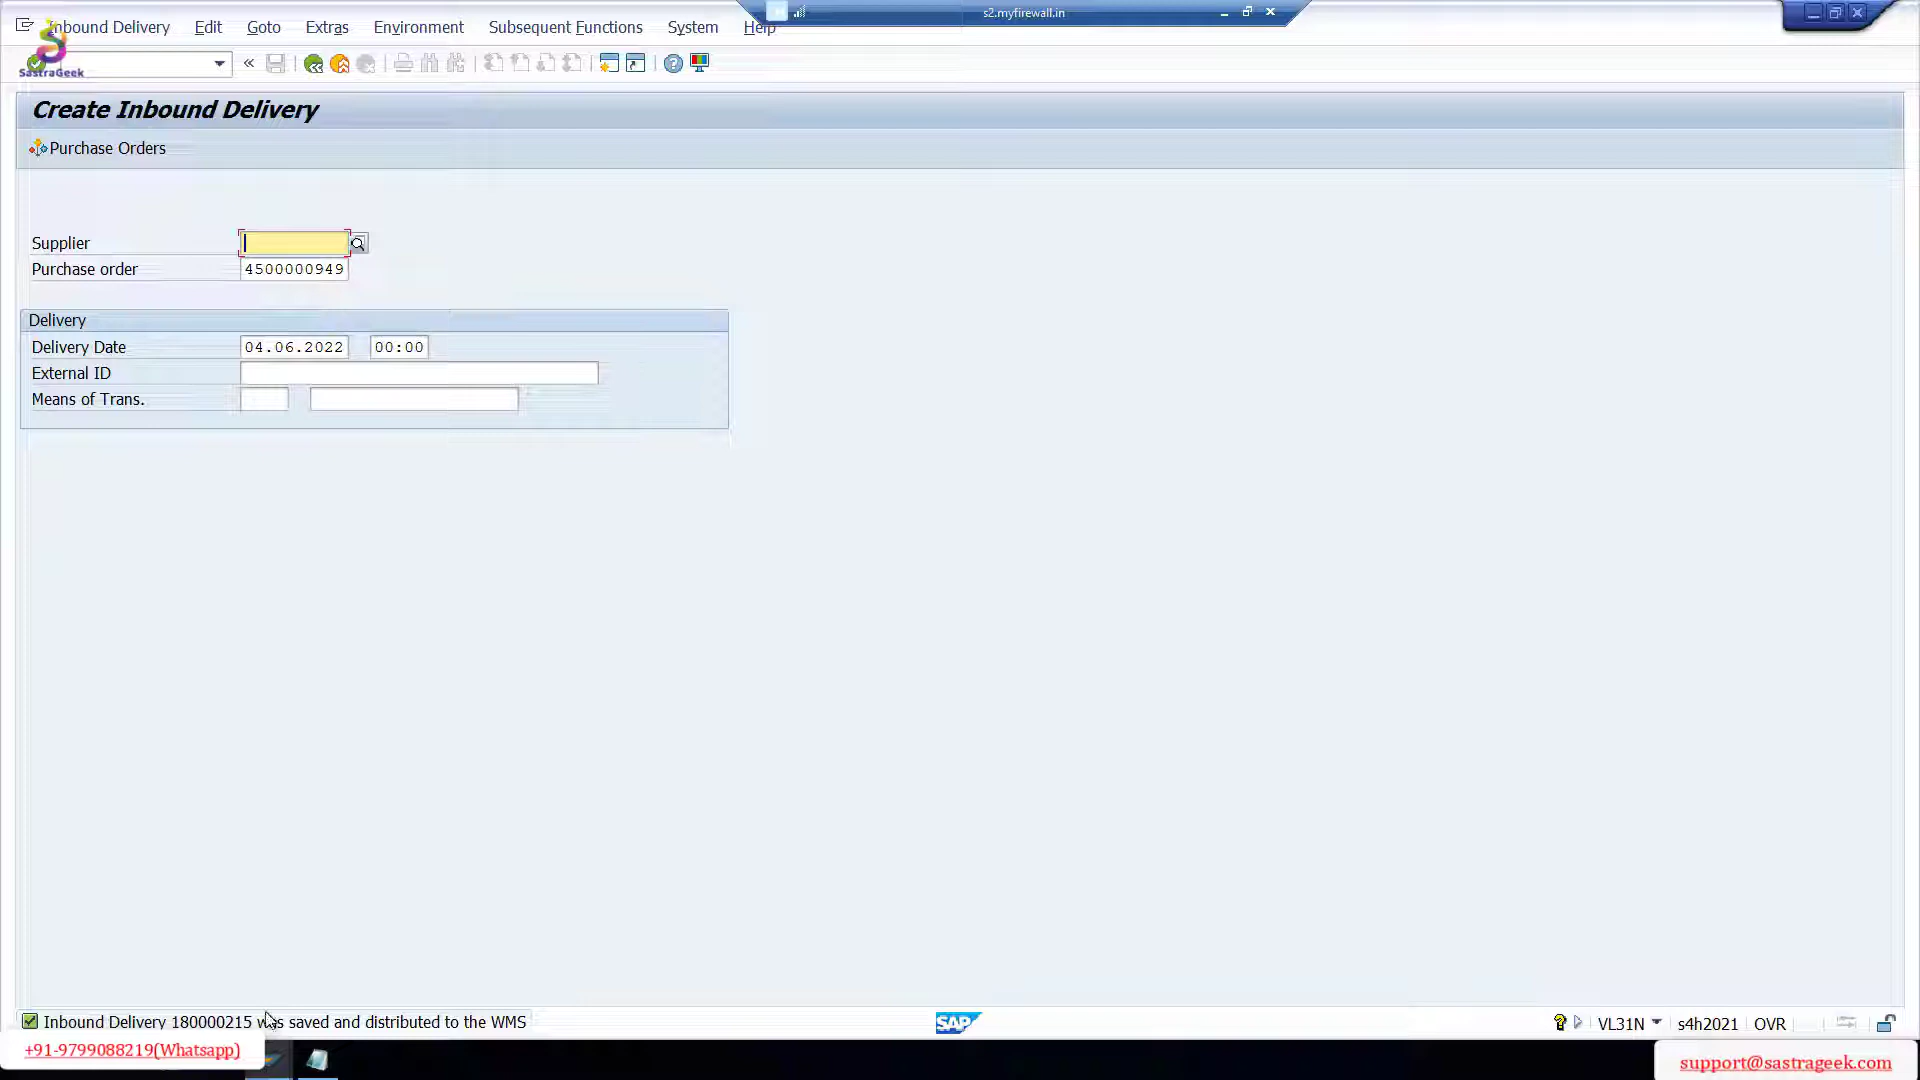 s2.myfirewall.in
Inbound Delivery Edit Goto Extras Environment Subsequent Functions System Help
SastraGeek
Create Inbound Delivery
Purchase Orders
Supplier
Purchase order 4500000949
Delivery
Delivery Date 04.06.2022 00:00
External ID
Means of Trans.
Inbound Delivery 180000215 was saved and distributed to the WMS
SAP
VL31N s4h2021 OVR
+91-9799088219(Whatsapp)
support@sastrageek.com